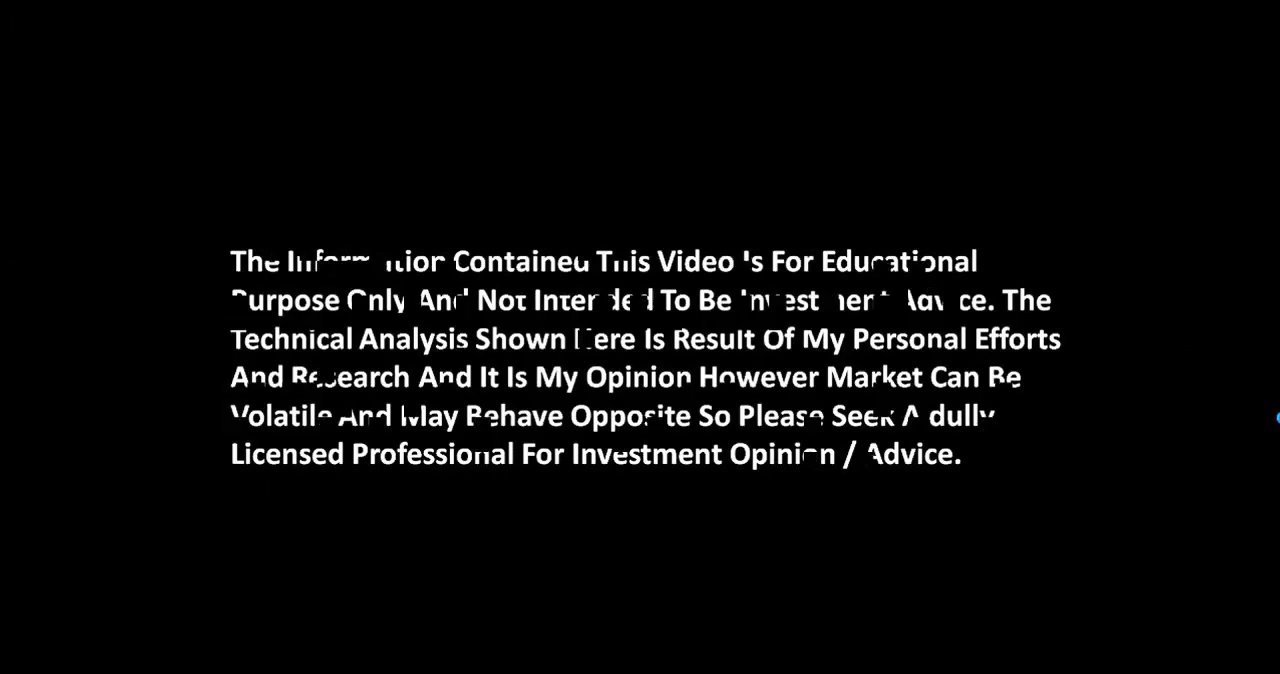 The Information Contained This Video Is For Educational
Purpose Only And Not Intended To Be Investment Advice. The
Technical Analysis Shown Here Is Result Of My Personal Efforts
And Research And It Is My Opinion However Market Can Be
Volatile And May Behave Opposite So Please Seek A dully
Licensed Professional For Investment Opinion / Advice.